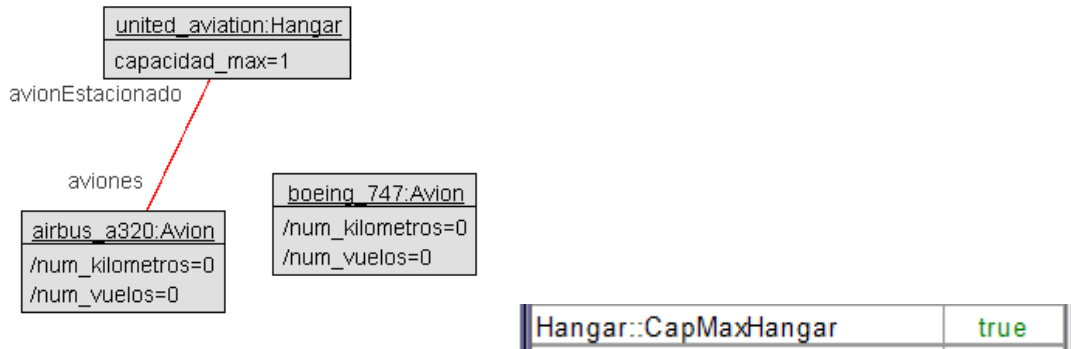 united_aviation:Hangar
capacidad_max=1
avionEstacionado
aviones
airbus_a320:Avion
/num_kilometros=0
/num_vuelos=0
boeing_747:Avion
/num_kilometros=0
/num_vuelos=0
Hangar::CapMaxHangar true